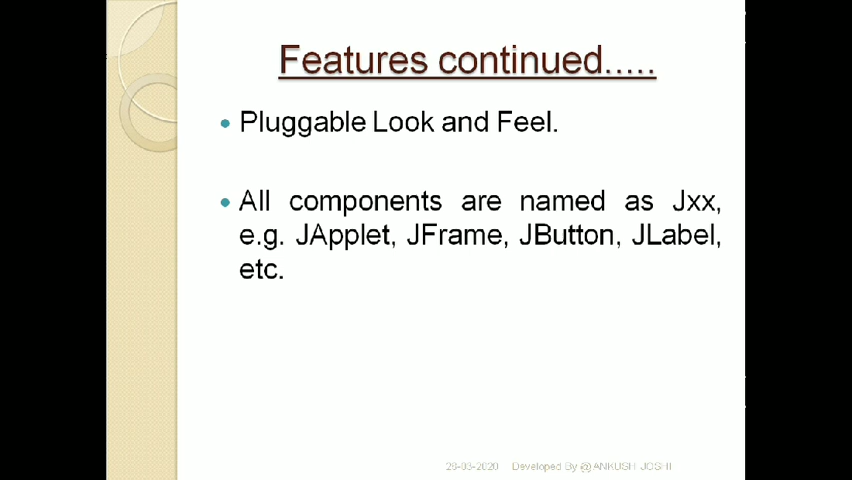 Features continued.....
Pluggable Look and Feel.
All components are named as Jxx,
e.g. JApplet, JFrame, JButton, JLabel,
etc.
26-03-2020 Developed By @ ANKUSH JOSHI